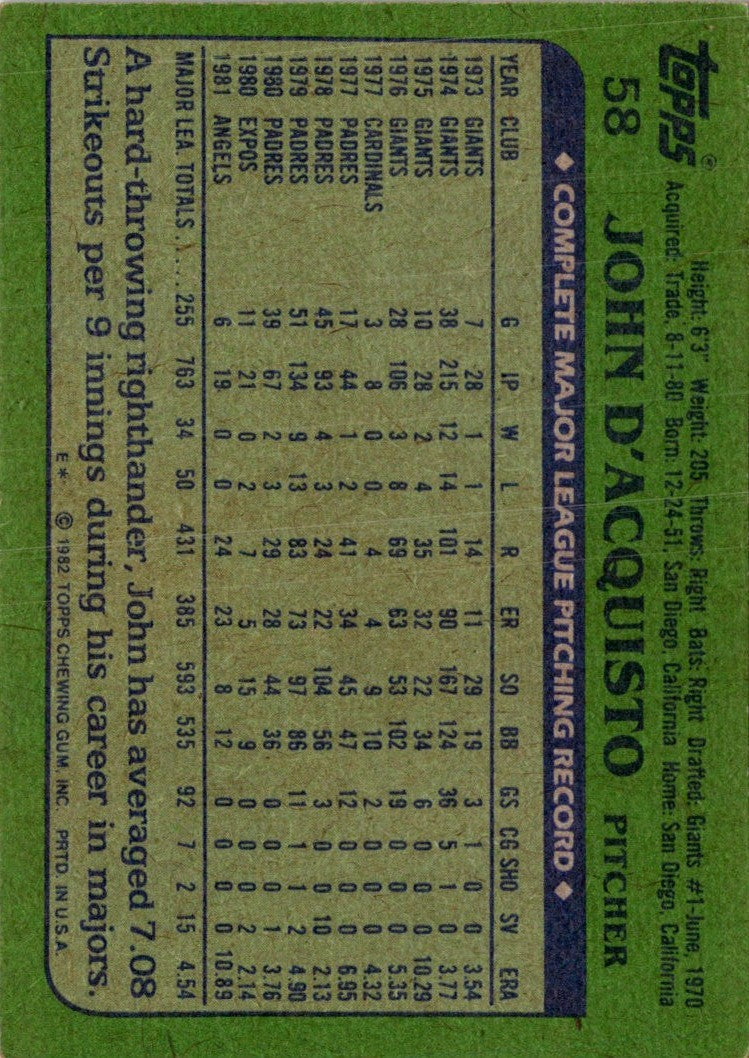 topps®
58 JOHN D'ACQUISTO PITCHER
Height: 6'3" Weight: 205 Throws: Right Bats: Right Drafted: Giants #1-June, 1970
Acquired: Trade, 8-11-80 Born: 12-24-51, San Diego, California Home: San Diego, California
◆ COMPLETE MAJOR LEAGUE PITCHING RECORD ◆
YEAR CLUB G IP W L R ER SO BB GS CG SHO SV ERA
1973 GIANTS 7 28 1 1 14 11 29 19 3 1 0 0 3.54
1974 GIANTS 38 215 12 14 101 90 167 124 36 5 1 0 3.77
1975 GIANTS 10 28 2 4 35 32 22 34 6 0 0 0 10.29
1976 GIANTS 28 106 3 8 69 63 53 102 19 0 0 0 5.35
1977 CARDINALS 3 8 0 0 4 4 9 10 2 0 0 0 4.32
1977 PADRES 17 44 1 2 41 34 45 47 12 0 0 0 6.95
1978 PADRES 45 93 4 3 24 22 104 56 3 0 0 10 2.13
1979 PADRES 51 134 9 13 83 73 97 86 11 1 1 2 4.90
1980 PADRES 39 67 2 3 29 28 44 36 0 0 0 1 3.76
1980 EXPOS 11 21 0 2 7 5 15 9 0 0 0 2 2.14
1981 ANGELS 6 19 0 0 24 23 8 12 0 0 0 0 10.89
MAJOR LEA. TOTALS ..... 255 763 34 50 431 385 593 535 92 7 2 15 4.54
A hard-throwing righthander, John has averaged 7.08
Strikeouts per 9 innings during his career in majors.
E* © 1982 TOPPS CHEWING GUM, INC. PRTD. IN U.S.A.